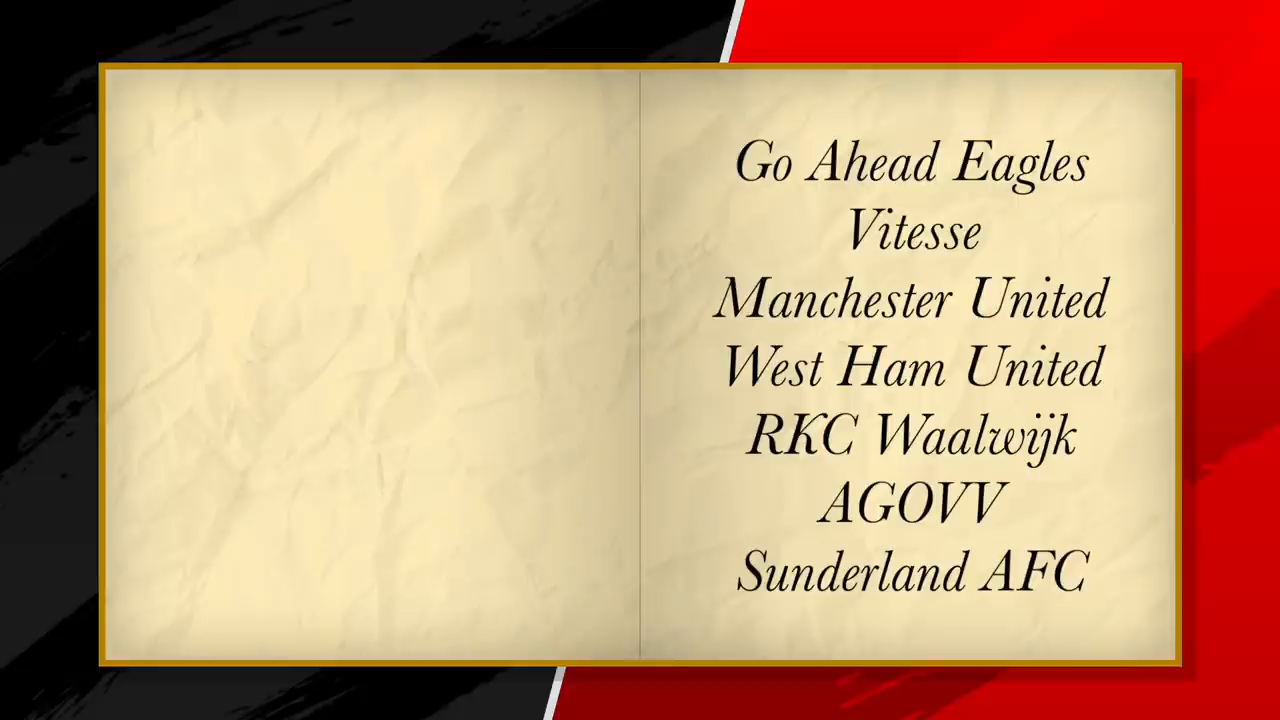 Go Ahead Eagles
Vitesse
Manchester United
West Ham United
RKC Waalwijk
AGOVV
Sunderland AFC